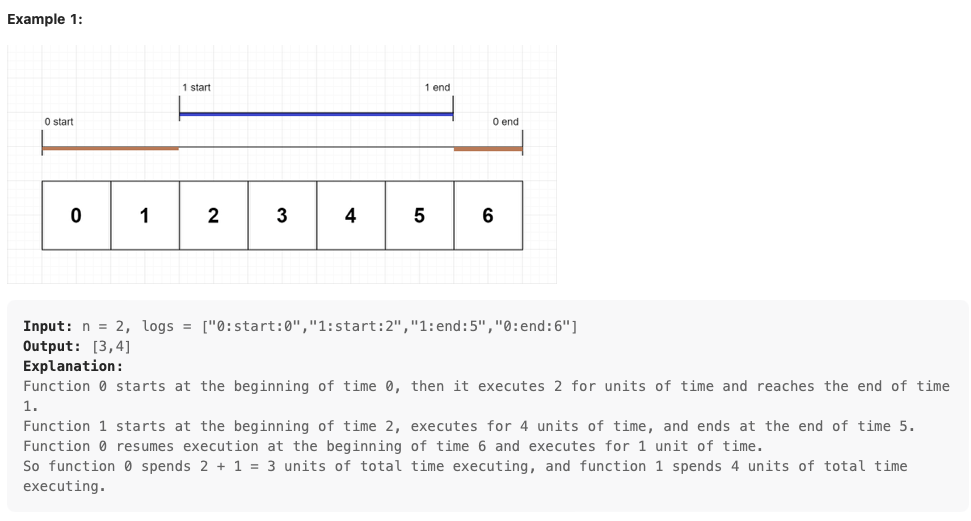 Example 1:
1 start 1 end
0 start 0 end
0 1 2 3 4 5 6
Input: n = 2, logs = ["0:start:0","1:start:2","1:end:5","0:end:6"]
Output: [3,4]
Explanation:
Function 0 starts at the beginning of time 0, then it executes 2 for units of time and reaches the end of time
1.
Function 1 starts at the beginning of time 2, executes for 4 units of time, and ends at the end of time 5.
Function 0 resumes execution at the beginning of time 6 and executes for 1 unit of time.
So function 0 spends 2 + 1 = 3 units of total time executing, and function 1 spends 4 units of total time
executing.